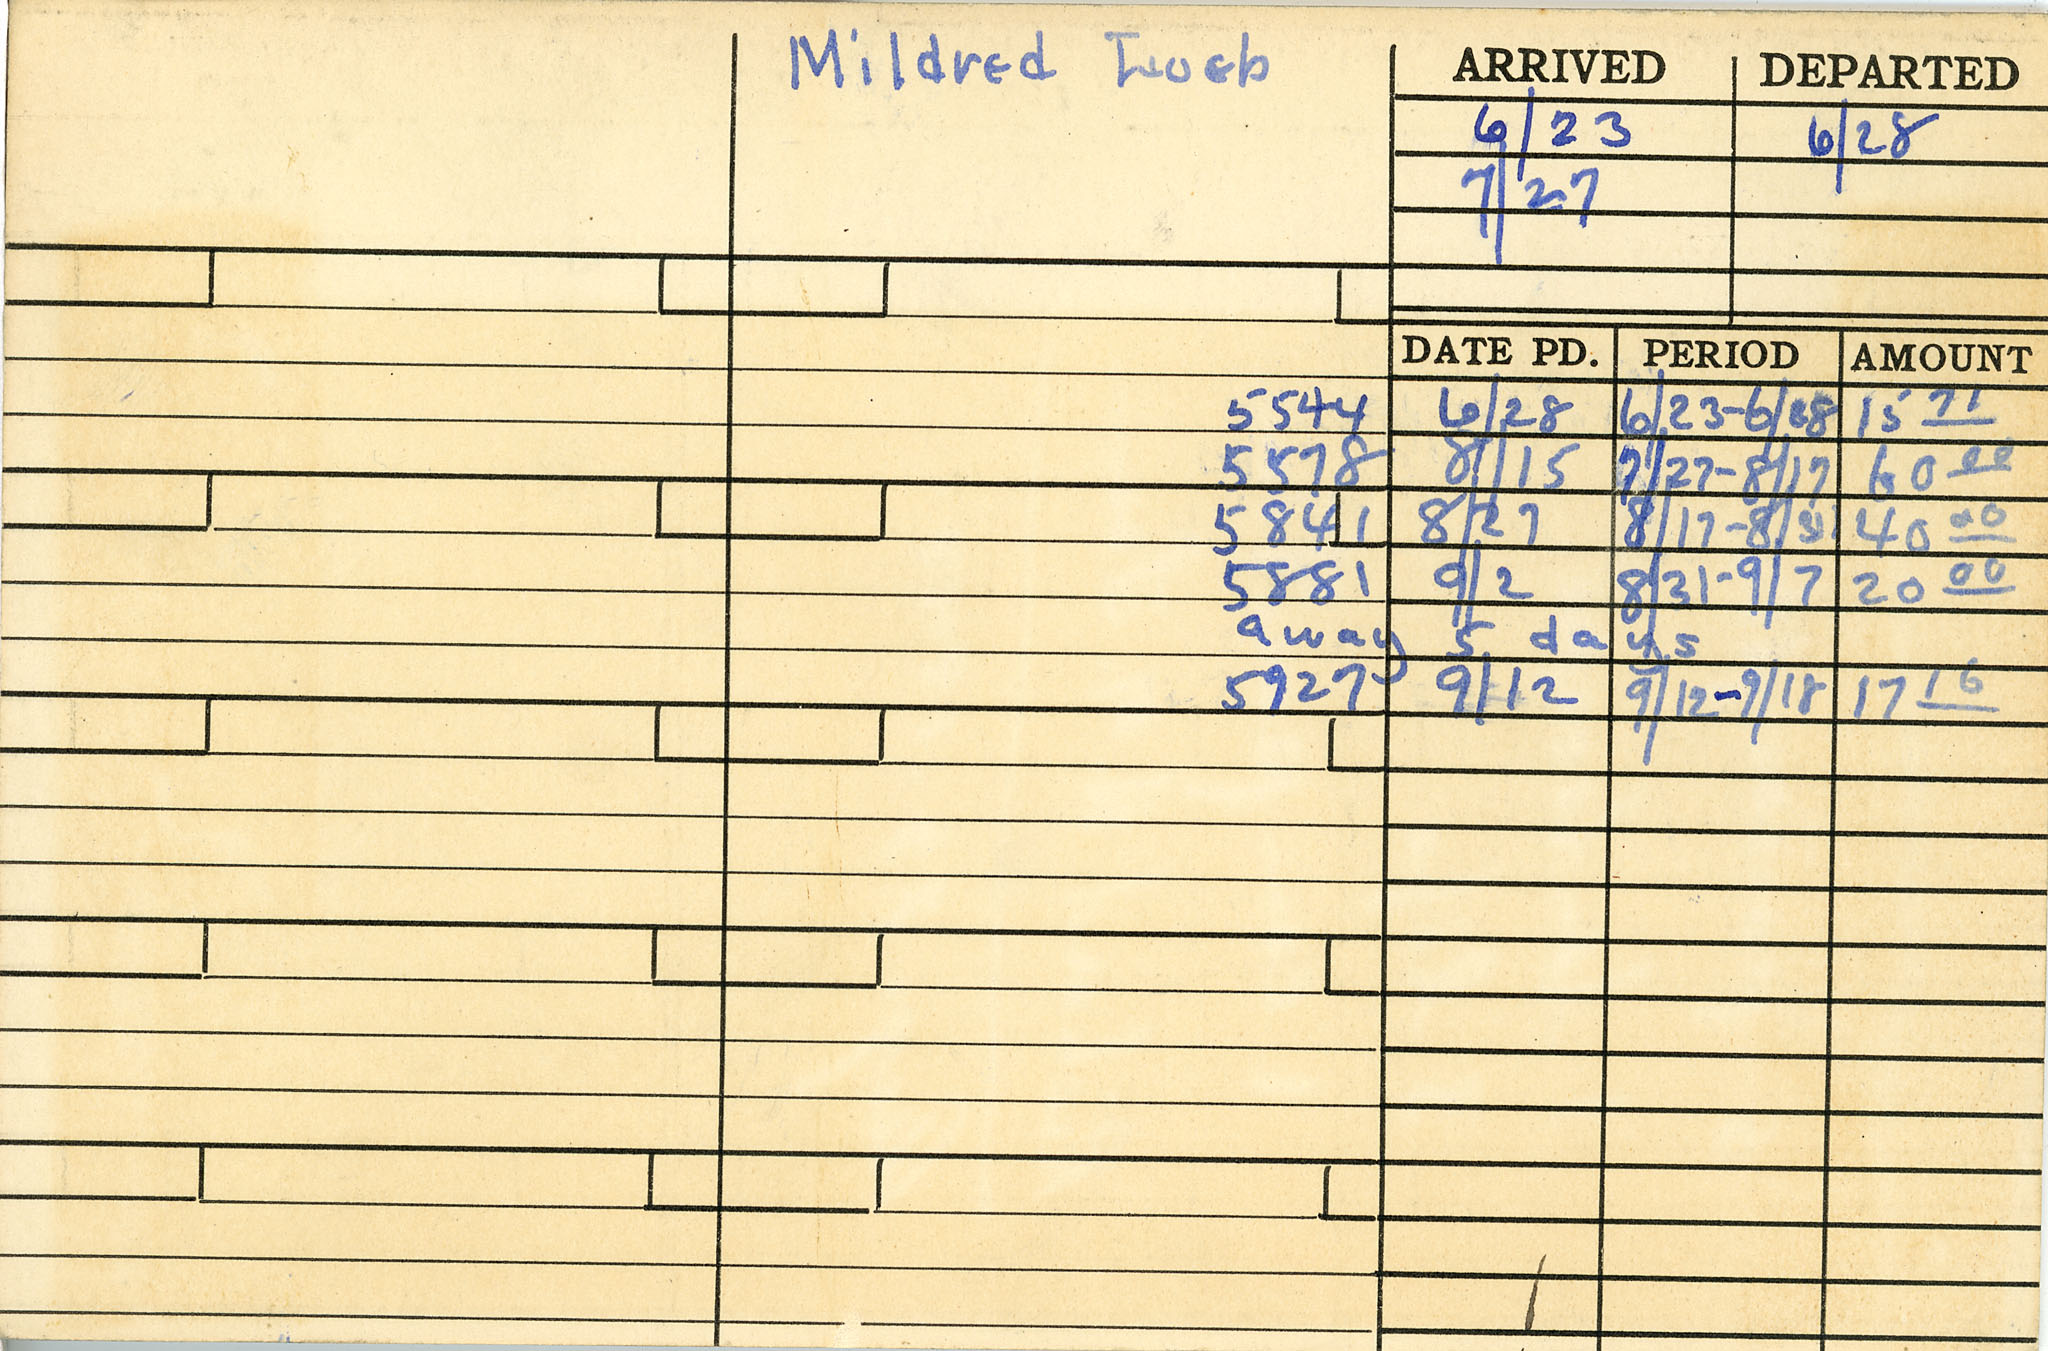 Mildred
ARRIVED DEPARTED
6/23 6/28
7/27
DATE PD. PERIOD AMOUNT
5544 6/28 6/23-6/28 15 71
5578 8/15 7/27-8/17 60 00
5841 8/27 8/17-8/31 40 00
5881 9/2 8/31-9/7 20 00
away 5 days
5927 9/12 9/12-9/18 17 16